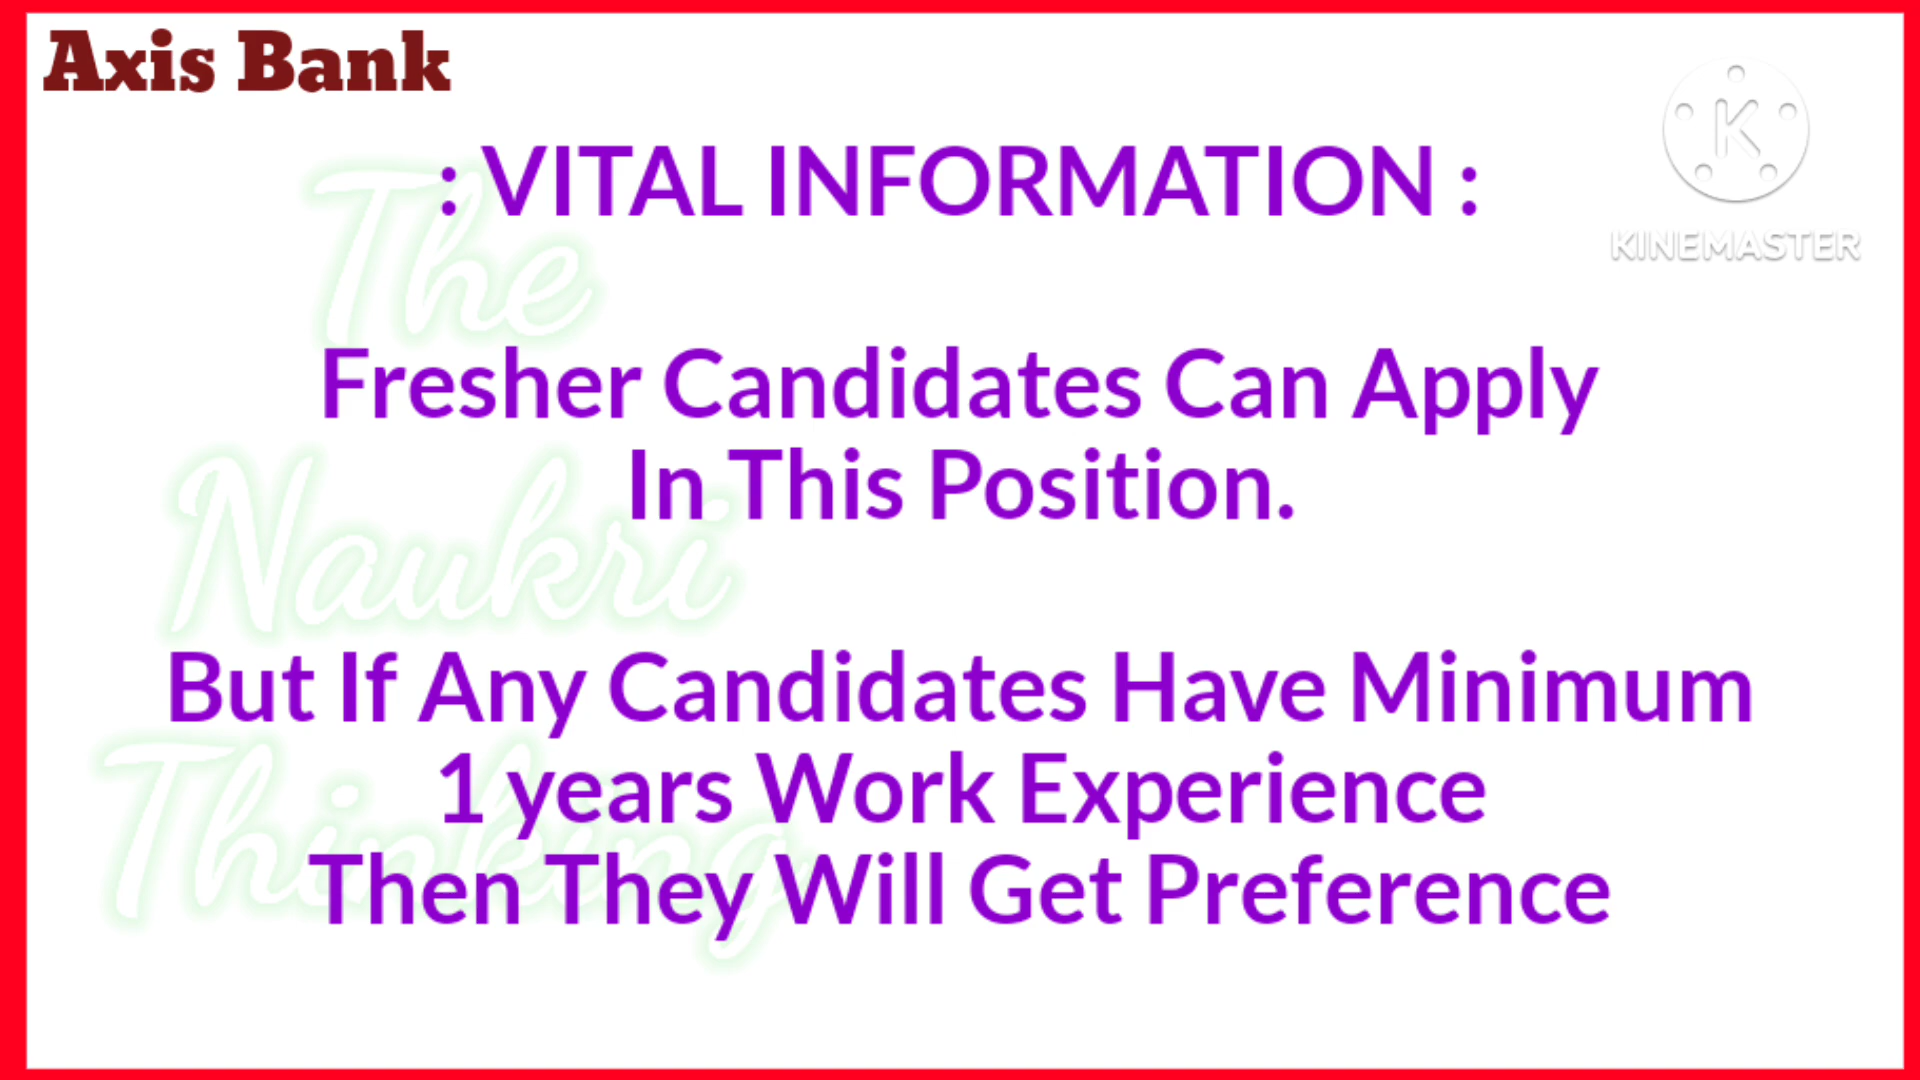 Axis Bank
: VITAL INFORMATION :
KINEMASTER
The
Fresher Candidates Can Apply
In This Position.
Naukri
But If Any Candidates Have Minimum
1 years Work Experience
Thinking
Then They Will Get Preference